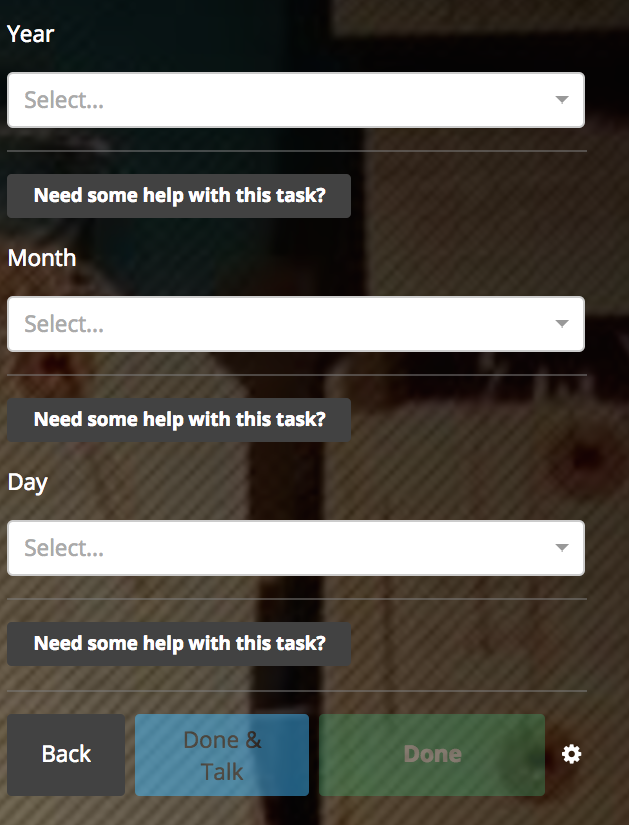 Year
Select...
Need some help with this task?
Month
Select...
Need some help with this task?
Day
Select...
Need some help with this task?
Back
Done &
Talk
Done